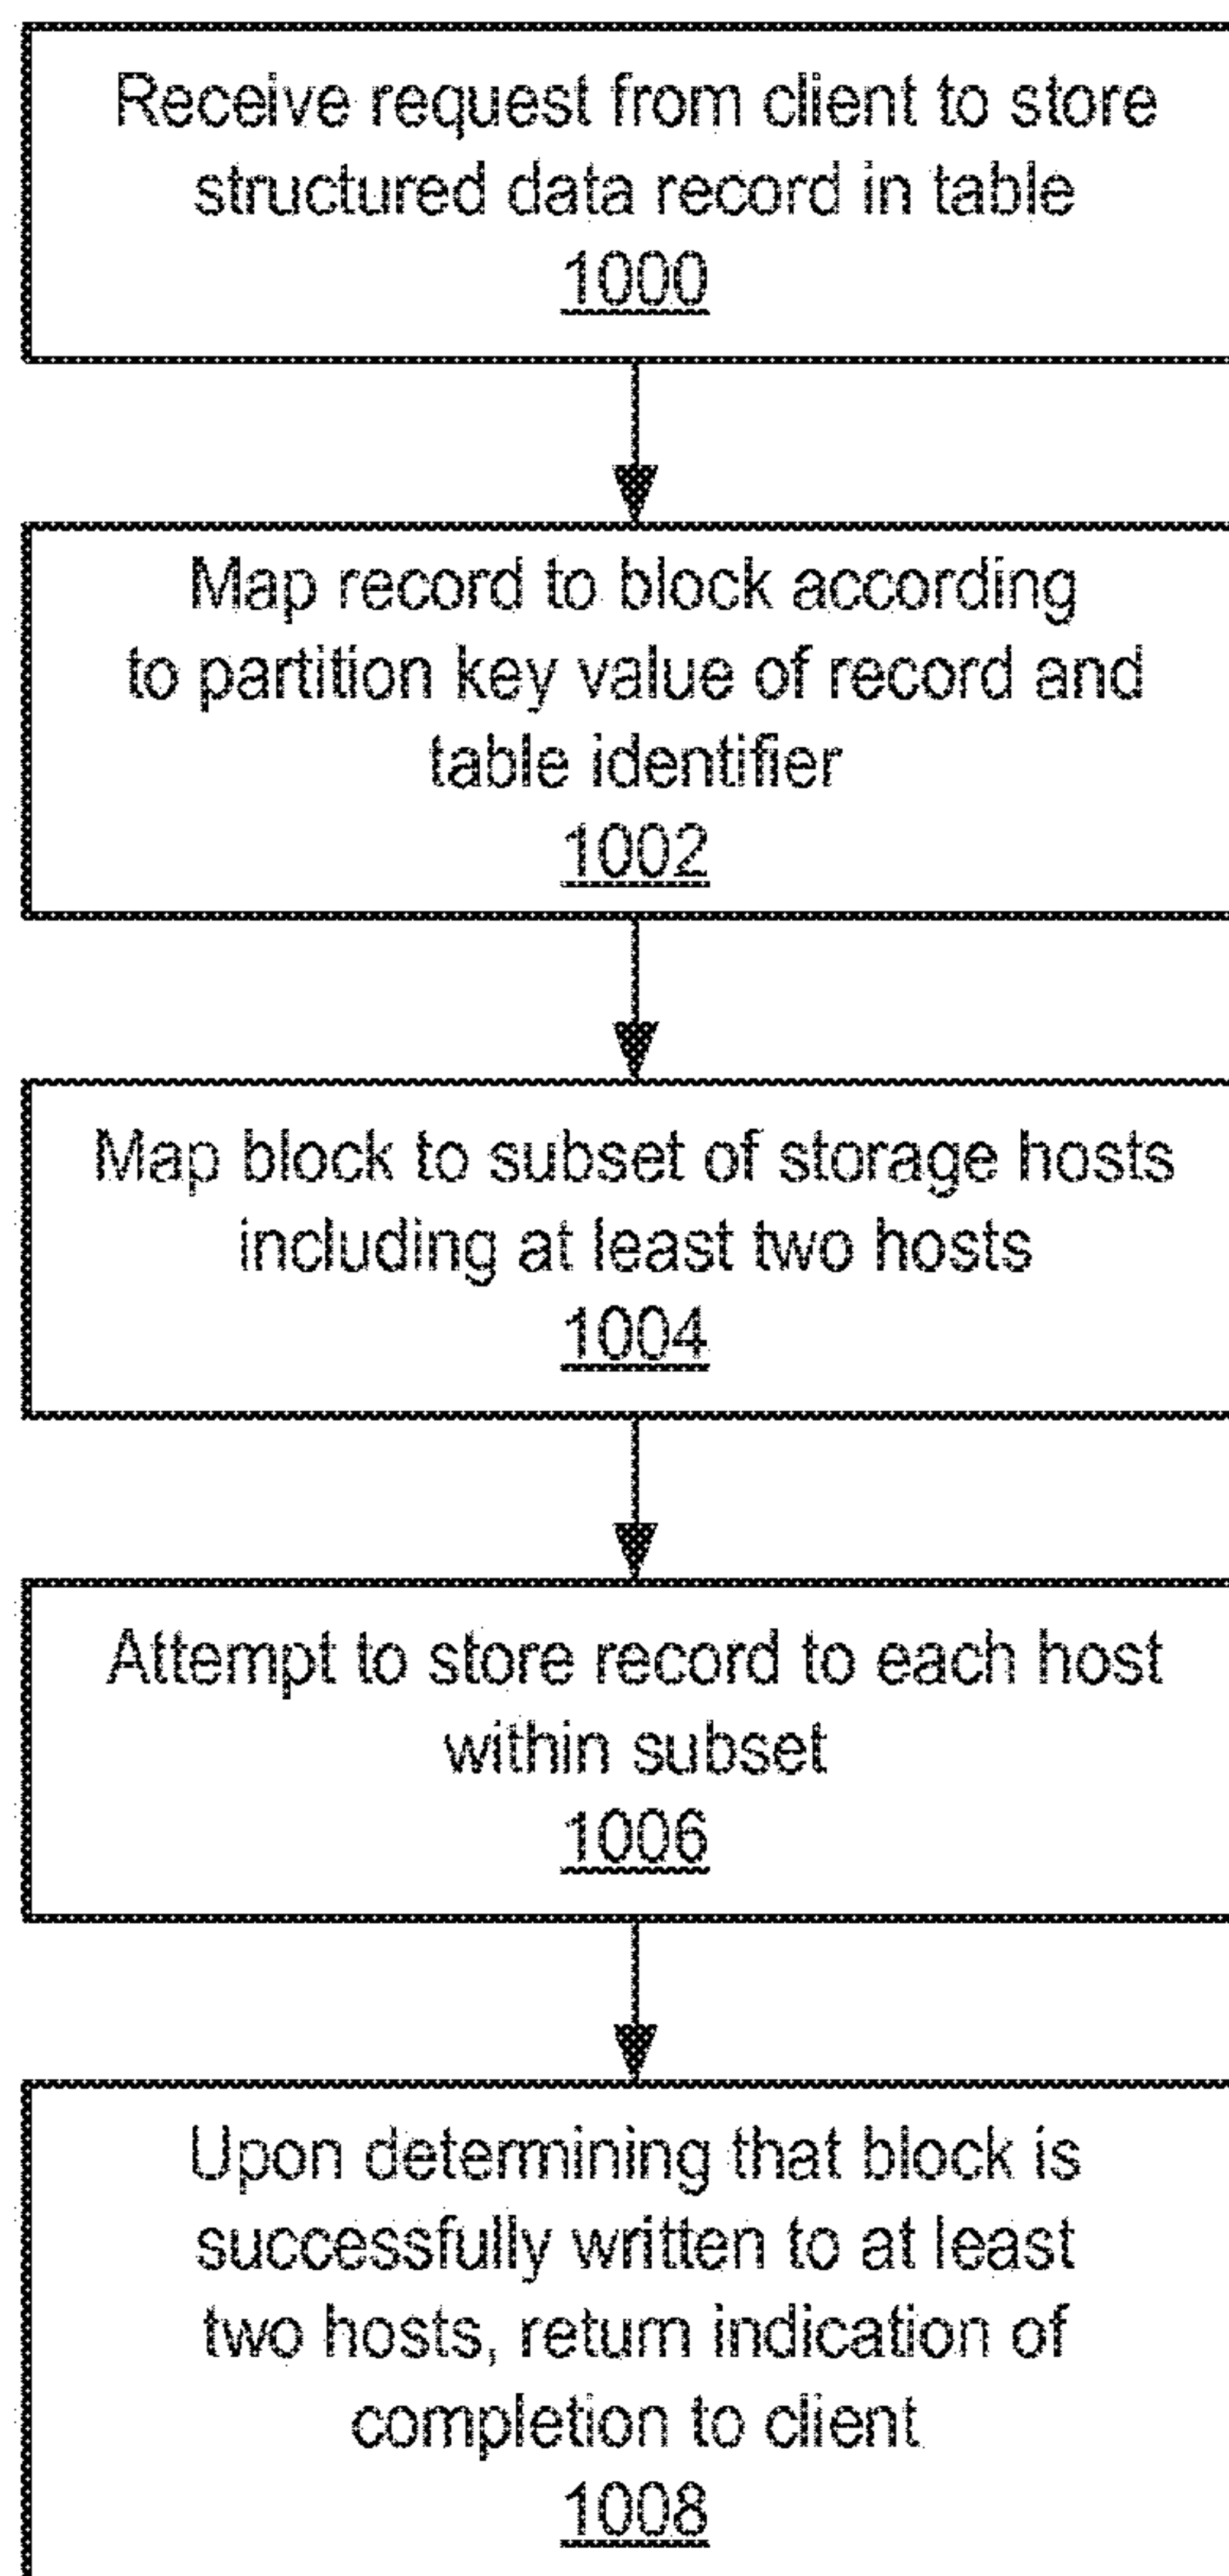 Receive request from client to store
structured data record in table
1000
Map record to block according
to partition key value of record and
table identifier
1002
Map block to subset of storage hosts
including at least two hosts
1004
Attempt to store record to each host
within subset
1006
Upon determining that block is
successfully written to at least
two hosts, return indication of
completion to client
1008